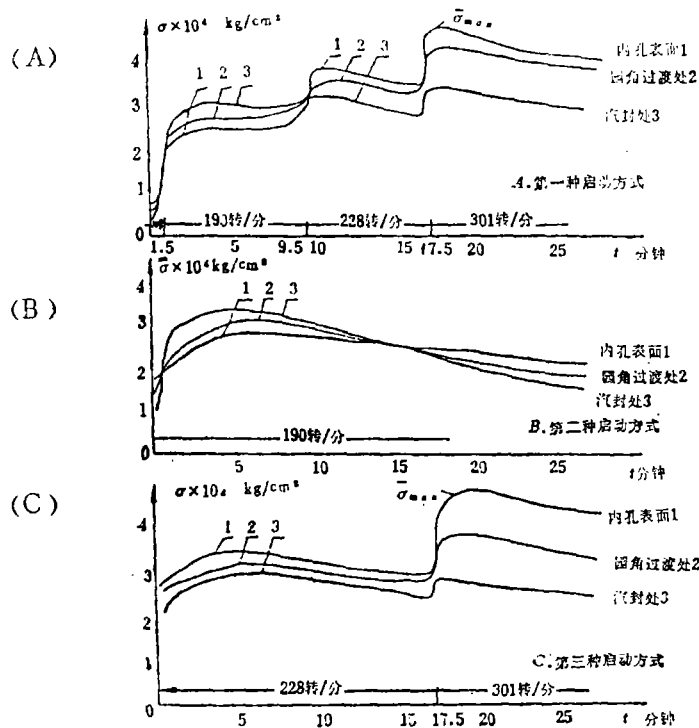 (A)
σ×10⁴ kg/cm²
σ̄max
1 2 3
1 2 3
内孔表面1
圆角过渡处2
汽封处3
4
3
2
1
0
A.第一种启动方式
190转/分 228转/分 301转/分
1.5 5 9.5 10 15 17.5 20 25 t 分钟
(B)
σ̄×10⁴kg/cm²
1 2 3
3
2
1
0
内孔表面1
圆角过渡处2
汽封处3
B.第二种启动方式
190转/分
5 10 15 20 25 t分钟
(C)
σ×10₄ kg/cm²
σ̄max
1 2 3
内孔表面1
圆角过渡处2
汽封处3
4
3
2
1
0
C.第三种启动方式
228转/分 301转/分
5 10 15 17.5 20 25 t 分钟